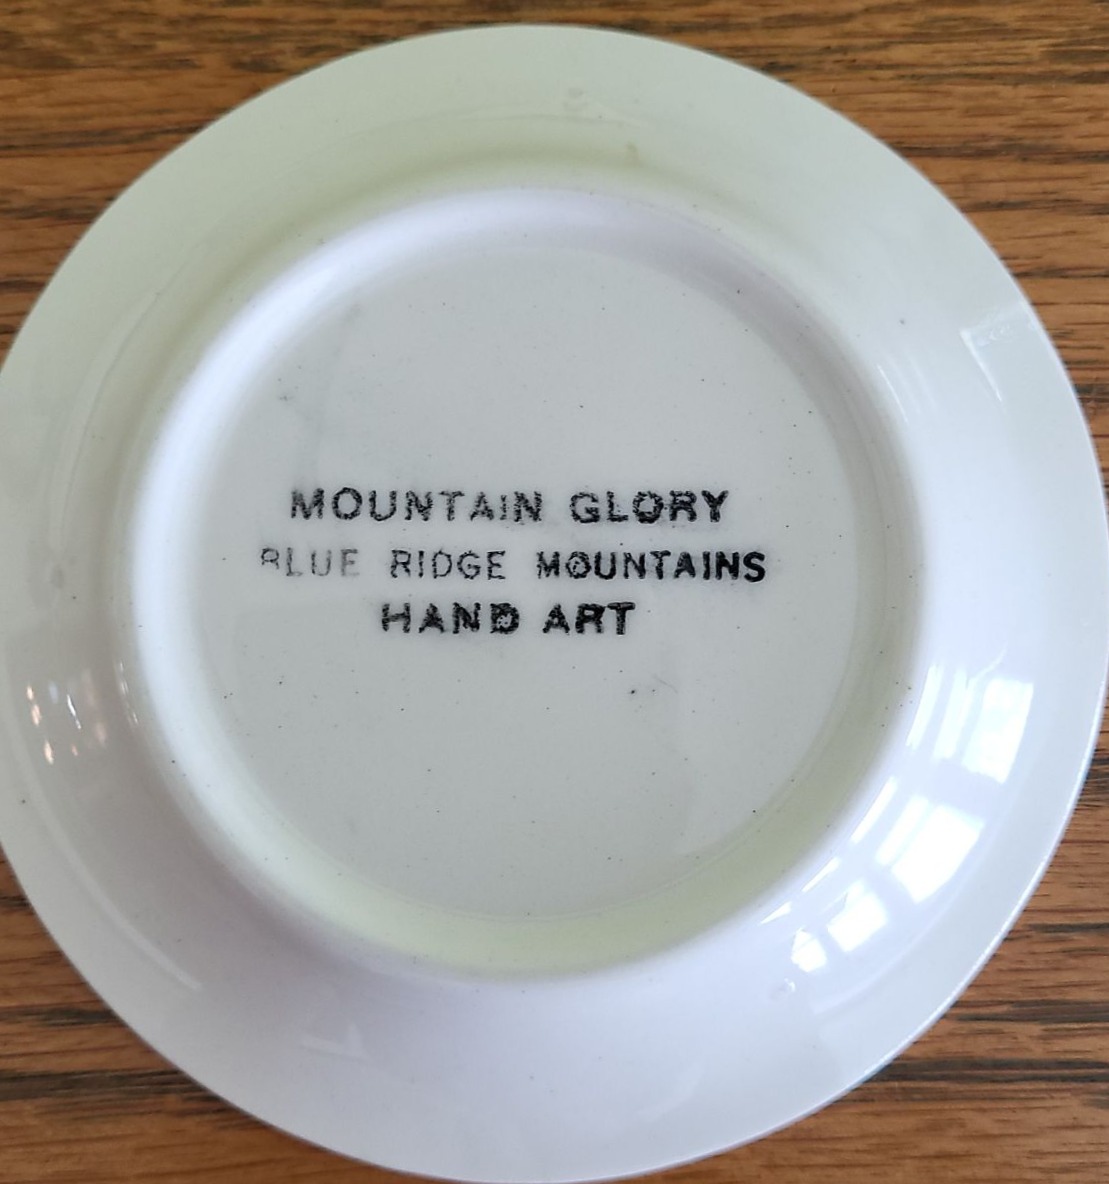 MOUNTAIN GLORY
BLUE RIDGE MOUNTAINS
HAND ART